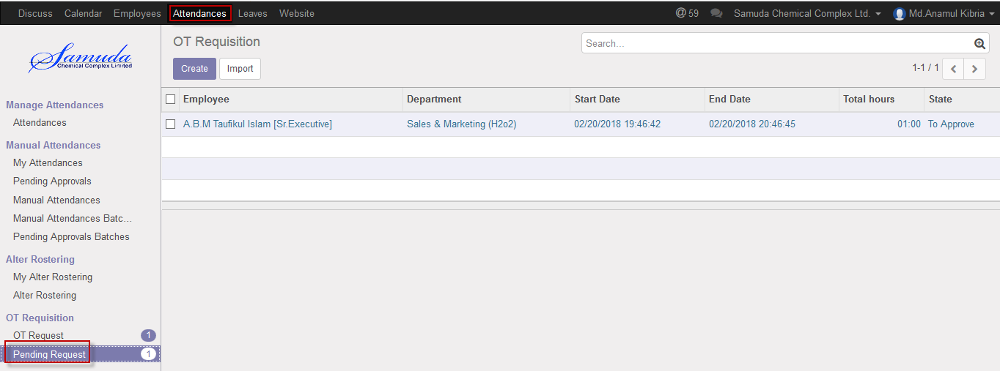 Discuss Calendar Employees Attendances Leaves Website @ 59 Samuda Chemical Complex Ltd. Md.Anamul Kibria
Samuda
Chemical Complex Limited
OT Requisition
Search...
Create Import
1-1 / 1
Manage Attendances
Attendances
Manual Attendances
My Attendances
Pending Approvals
Manual Attendances
Manual Attendances Batc...
Pending Approvals Batches
Alter Rostering
My Alter Rostering
Alter Rostering
OT Requisition
OT Request 1
Pending Request 1
Employee Department Start Date End Date Total hours State
A.B.M Taufikul Islam [Sr.Executive] Sales & Marketing (H2o2) 02/20/2018 19:46:42 02/20/2018 20:46:45 01:00 To Approve